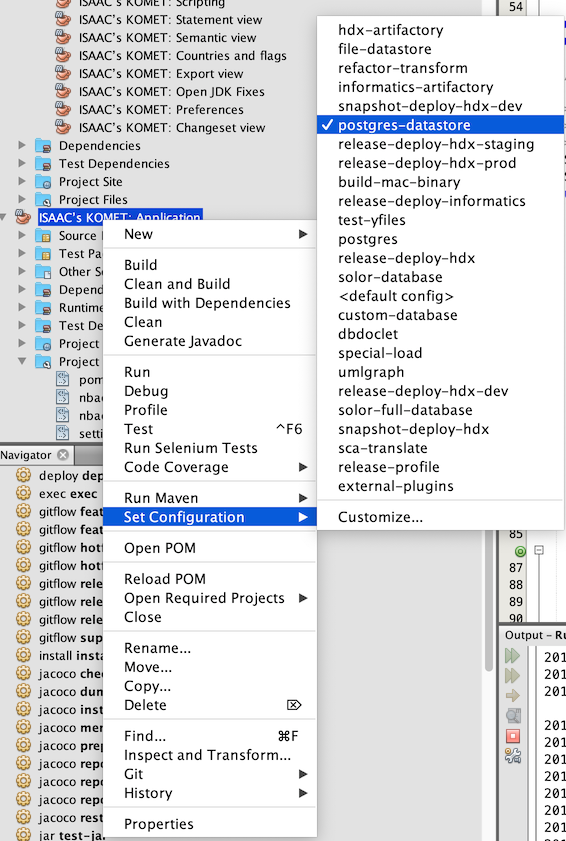 ISAAC's KOMET: Scripting
ISAAC's KOMET: Statement view
ISAAC's KOMET: Semantic view
ISAAC's KOMET: Countries and flags
ISAAC's KOMET: Export view
ISAAC's KOMET: Open JDK Fixes
ISAAC's KOMET: Preferences
ISAAC's KOMET: Changeset view
Dependencies
Test Dependencies
Project Site
Project Files
ISAAC's KOMET: Application
Source
Test Pa
Other So
Depend
Runtime
Test De
Project
Project
pom
nbac
nbac
setti
New
Build
Clean and Build
Build with Dependencies
Clean
Generate Javadoc
Run
Debug
Profile
Test ^F6
Run Selenium Tests
Code Coverage
Run Maven
Set Configuration
Open POM
Reload POM
Open Required Projects
Close
Rename...
Move...
Copy...
Delete
Find... ⌘F
Inspect and Transform...
Git
History
Properties
hdx-artifactory
file-datastore
refactor-transform
informatics-artifactory
snapshot-deploy-hdx-dev
✓ postgres-datastore
release-deploy-hdx-staging
release-deploy-hdx-prod
build-mac-binary
release-deploy-informatics
test-yfiles
postgres
release-deploy-hdx
solor-database
<default config>
custom-database
dbdoclet
special-load
umlgraph
release-deploy-hdx-dev
solor-full-database
snapshot-deploy-hdx
sca-translate
release-profile
external-plugins
Customize...
Navigator
deploy dep
exec exec
gitflow feat
gitflow feat
gitflow hotf
gitflow hotf
gitflow rele
gitflow rele
gitflow rele
gitflow sup
install insta
jacoco chec
jacoco dum
jacoco inst
jacoco mer
jacoco prep
jacoco repo
jacoco repo
jacoco repo
jacoco rest
jar test-jar
54
85
87
88
89
90
Output - Ru
201
201
201
201
201
201
201
201
201
201